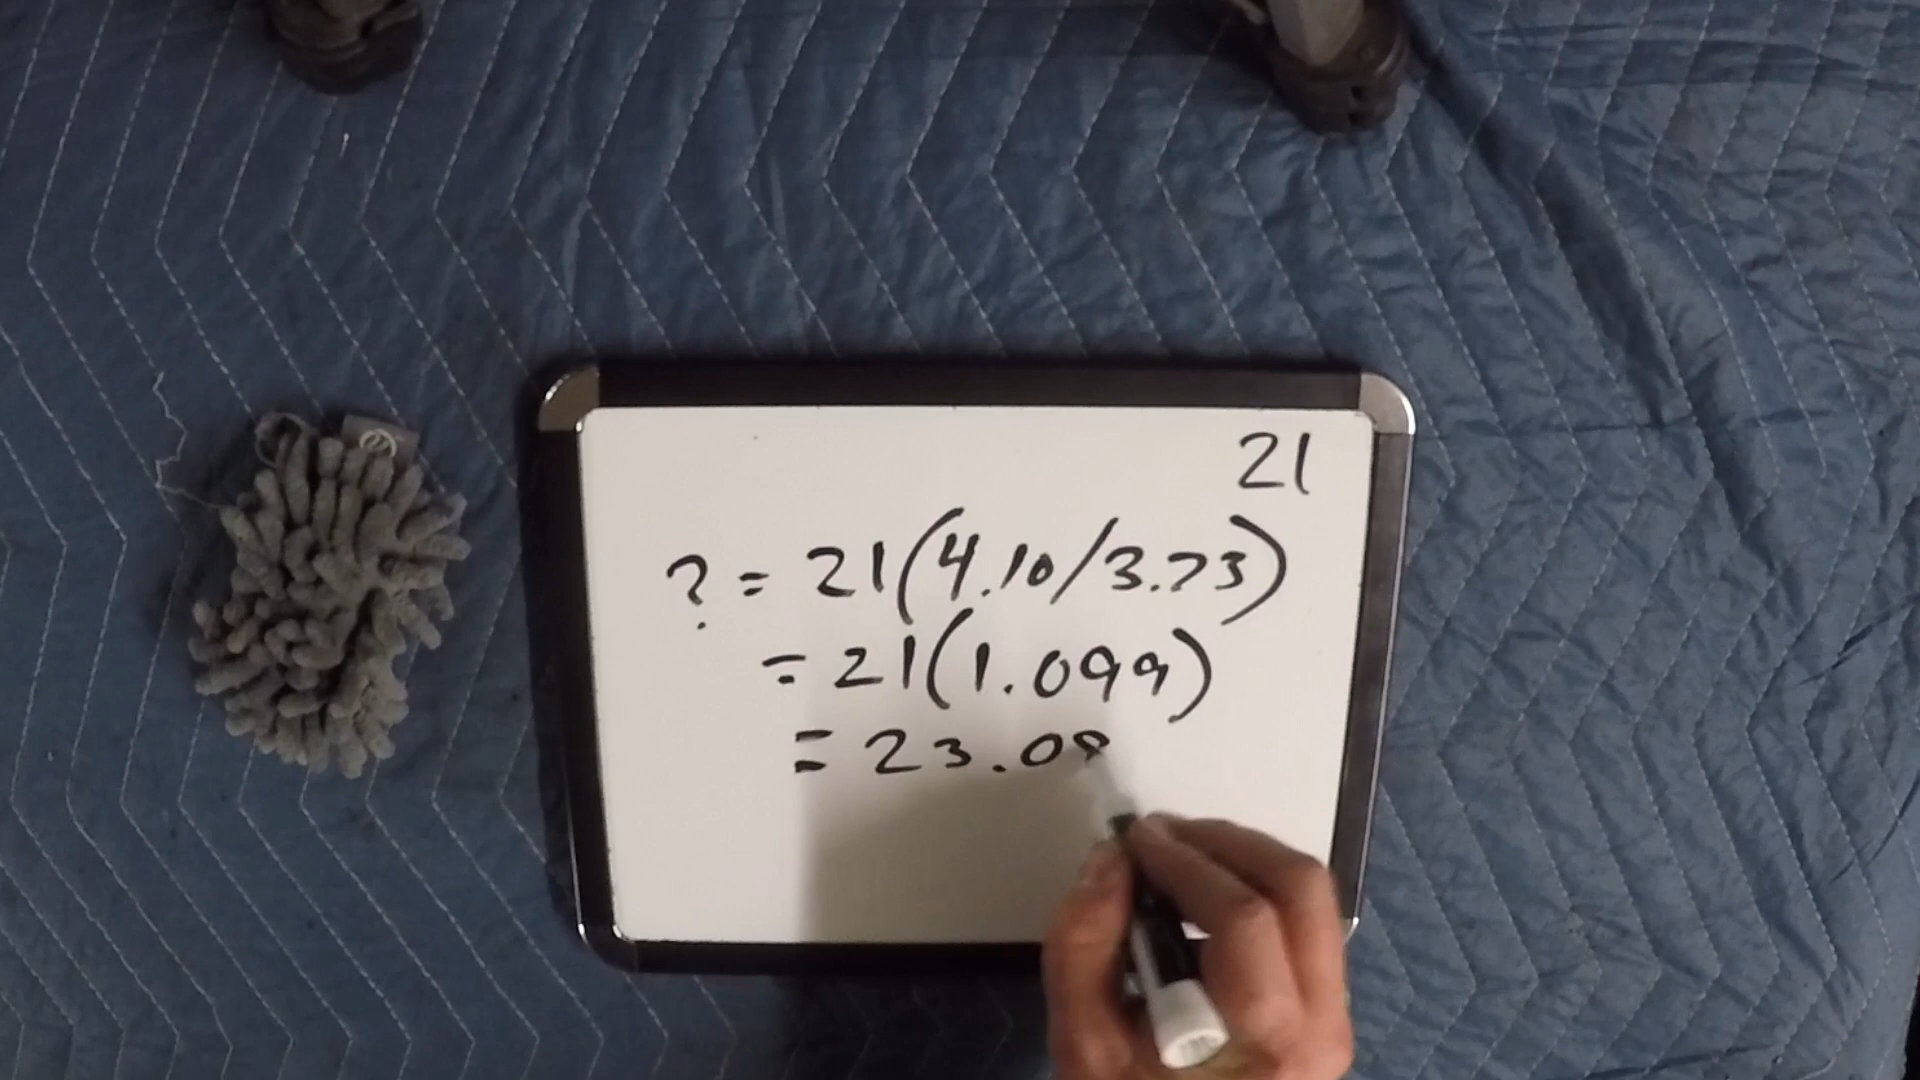 21
? = 21(4.10/3.73)
= 21(1.099)
= 23.08